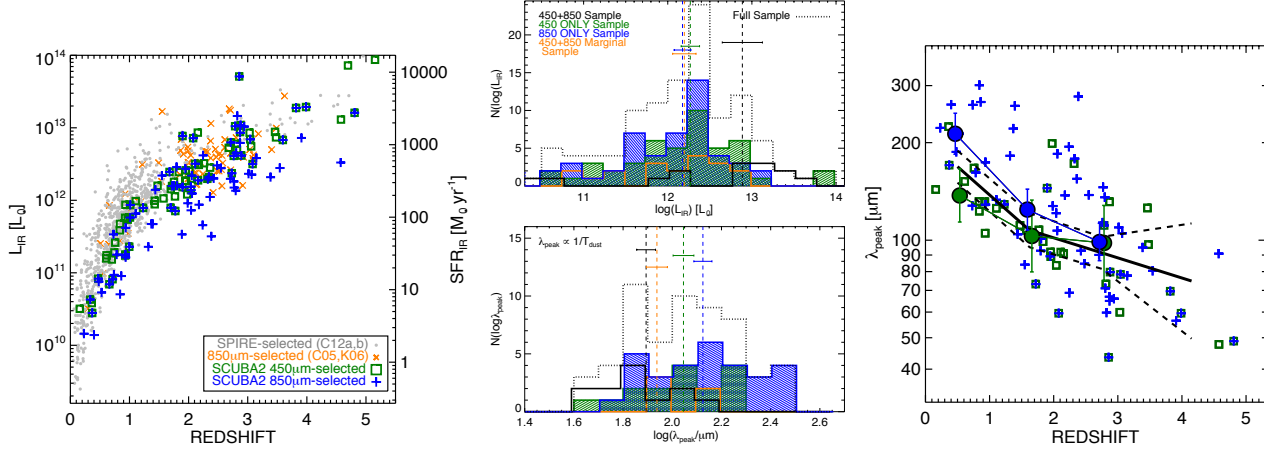 10^14
10^13
10^12
10^11
10^10
L_IR [L_⊙]
10000
1000
100
10
1
SFR_IR [M_⊙ yr^-1]
SPIRE-selected (C12a,b)
850μm-selected (C05,K06)
SCUBA2 450μm-selected
SCUBA2 850μm-selected
0 1 2 3 4 5
REDSHIFT
450+850 Sample
450 ONLY Sample
850 ONLY Sample
450+850 Marginal
Sample
Full Sample
20
15
10
5
0
N(log(L_IR))
11 12 13 14
log(L_IR) [L_⊙]
λ_peak ∝ 1/T_dust
15
10
5
0
N(logλ_peak)
1.4 1.6 1.8 2.0 2.2 2.4 2.6
log(λ_peak/μm)
300
200
100
90
80
70
60
50
40
30
λ_peak [μm]
0 1 2 3 4 5
REDSHIFT